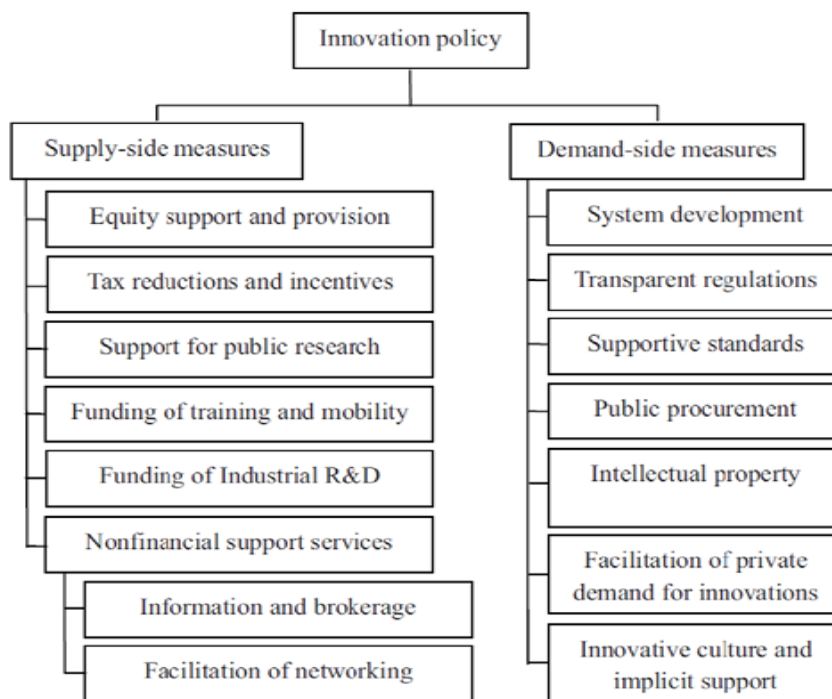 Innovation policy
Supply-side measures
Equity support and provision
Tax reductions and incentives
Support for public research
Funding of training and mobility
Funding of Industrial R&D
Nonfinancial support services
Information and brokerage
Facilitation of networking
Demand-side measures
System development
Transparent regulations
Supportive standards
Public procurement
Intellectual property
Facilitation of private
demand for innovations
Innovative culture and
implicit support